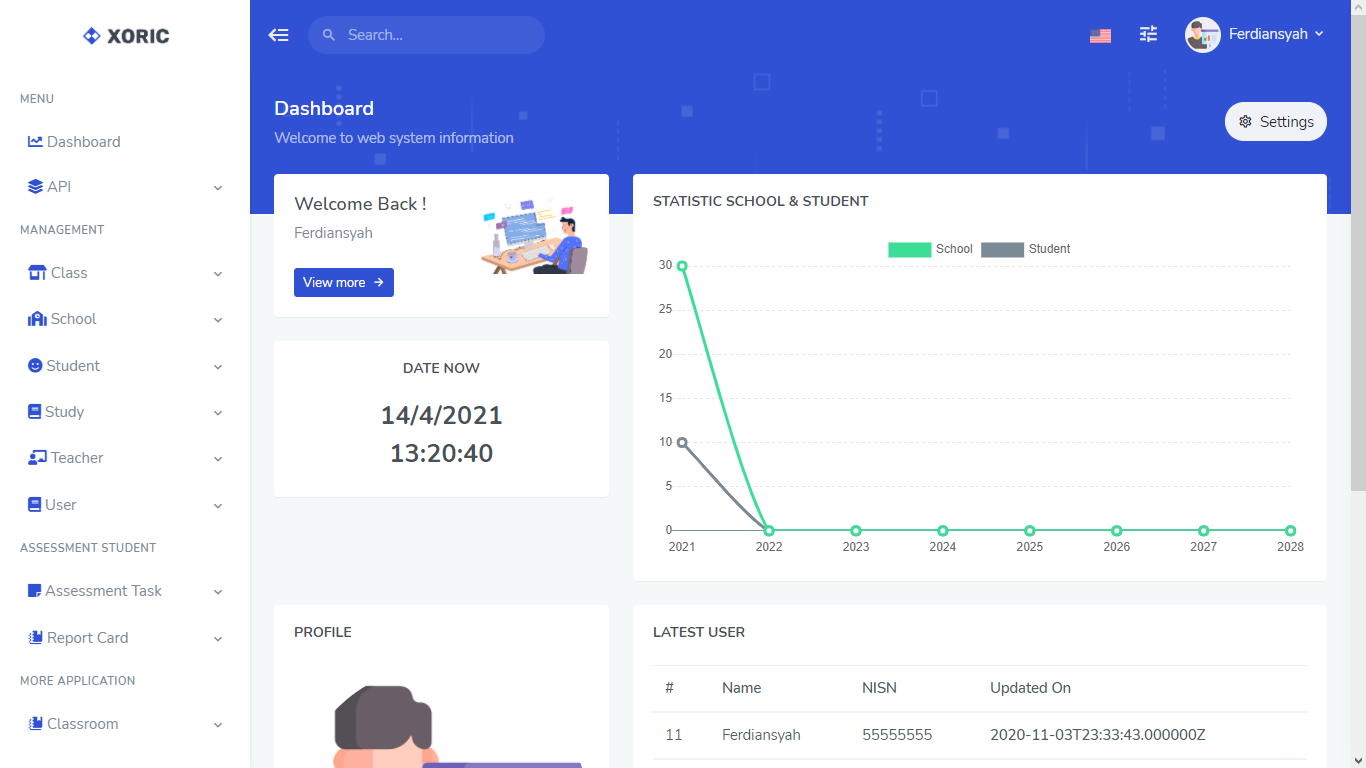 XORIC
Search...
Ferdiansyah
MENU
Dashboard
API
MANAGEMENT
Class
School
Student
Study
Teacher
User
ASSESSMENT STUDENT
Assessment Task
Report Card
MORE APPLICATION
Classroom
Dashboard
Welcome to web system information
Settings
Welcome Back !
Ferdiansyah
View more
DATE NOW
14/4/2021
13:20:40
STATISTIC SCHOOL & STUDENT
School Student
30
25
20
15
10
5
0
2021 2022 2023 2024 2025 2026 2027 2028
PROFILE
LATEST USER
# Name NISN Updated On
11 Ferdiansyah 55555555 2020-11-03T23:33:43.000000Z